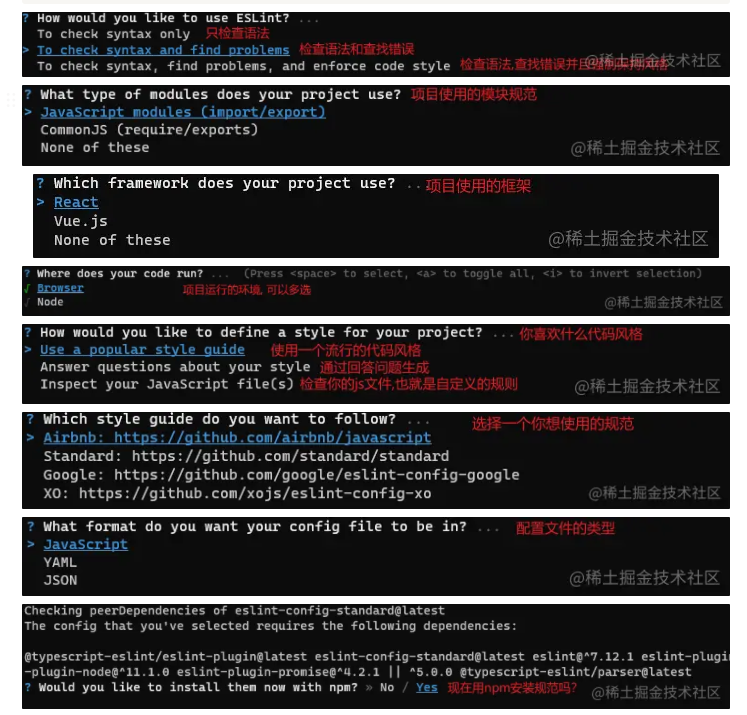 ? How would you like to use ESLint? ...
To check syntax only 只检查语法
> To check syntax and find problems 检查语法和查找错误
To check syntax, find problems, and enforce code style 检查语法,查找错误并且强制实行风格
@稀土掘金技术社区
? What type of modules does your project use? 项目使用的模块规范
> JavaScript modules (import/export)
CommonJS (require/exports)
None of these
@稀土掘金技术社区
? Which framework does your project use? ... 项目使用的框架
> React
Vue.js
None of these
@稀土掘金技术社区
? Where does your code run? ... (Press <space> to select, <a> to toggle all, <i> to invert selection)
√ Browser 项目运行的环境, 可以多选
/ Node
@稀土掘金技术社区
? How would you like to define a style for your project? ... 你喜欢什么代码风格
> Use a popular style guide 使用一个流行的代码风格
Answer questions about your style 通过回答问题生成
Inspect your JavaScript file(s) 检查你的js文件,也就是自定义的规则
@稀土掘金技术社区
? Which style guide do you want to follow? ... 选择一个你想使用的规范
> Airbnb: https://github.com/airbnb/javascript
Standard: https://github.com/standard/standard
Google: https://github.com/google/eslint-config-google
XO: https://github.com/xojs/eslint-config-xo
@稀土掘金技术社区
? What format do you want your config file to be in? ... 配置文件的类型
> JavaScript
YAML
JSON
@稀土掘金技术社区
Checking peerDependencies of eslint-config-standard@latest
The config that you've selected requires the following dependencies:
@typescript-eslint/eslint-plugin@latest eslint-config-standard@latest eslint@^7.12.1 eslint-plugin
-plugin-node@^11.1.0 eslint-plugin-promise@^4.2.1 || ^5.0.0 @typescript-eslint/parser@latest
? Would you like to install them now with npm? » No / Yes 现在用npm安装规范吗?
@稀土掘金技术社区